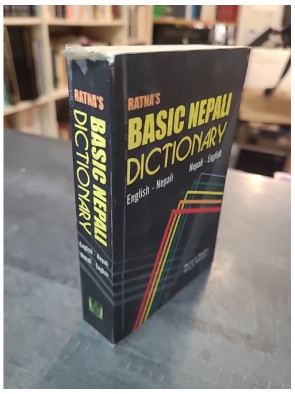 RATNA'S
BASIC NEPALI
DICTIONARY
English - Nepali
Nepali - English
RATNA'S
BASIC NEPALI
DICTIONARY
English - Nepali
Nepali - English